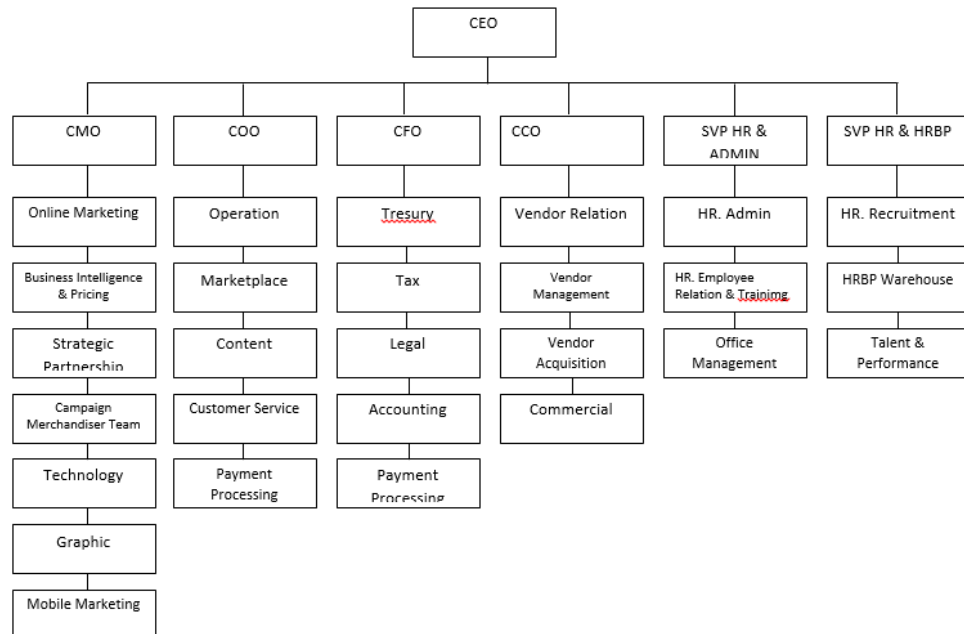 CEO
CMO
COO
CFO
CCO
SVP HR &
ADMIN
SVP HR & HRBP
Online Marketing
Operation
Tresury
Vendor Relation
HR. Admin
HR. Recruitment
Business Intelligence
& Pricing
Marketplace
Tax
Vendor
Management
HR. Employee
Relation & Trainimg
HRBP Warehouse
Strategic
Partnership
Content
Legal
Vendor
Acquisition
Office
Management
Talent &
Performance
Campaign
Merchandiser Team
Customer Service
Accounting
Commercial
Technology
Payment
Processing
Payment
Processing
Graphic
Mobile Marketing